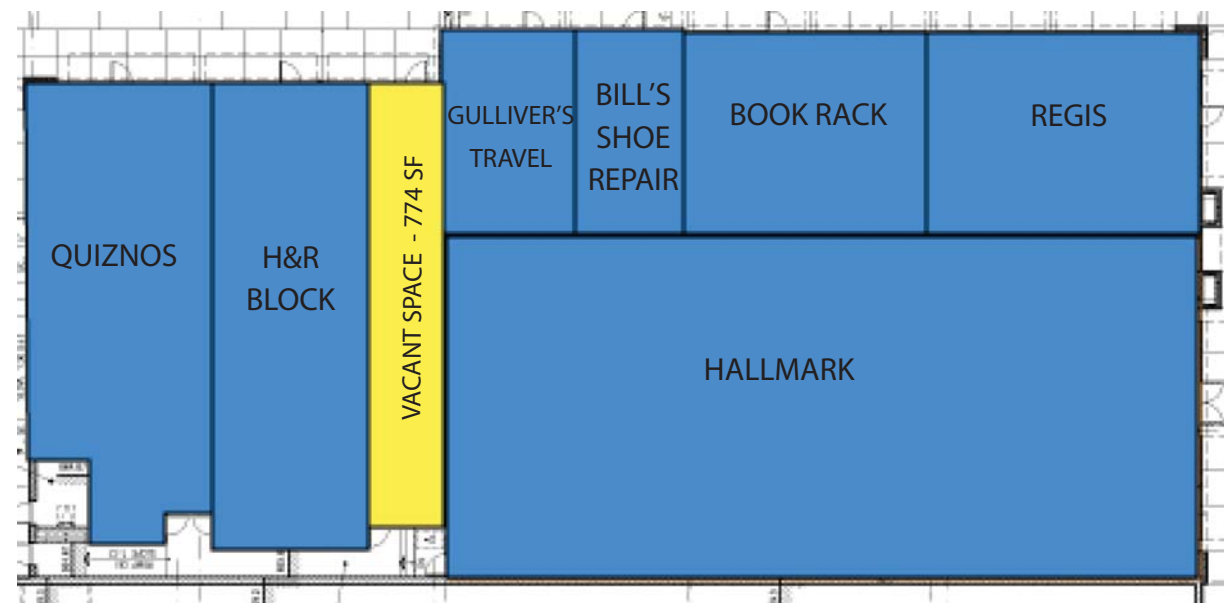 QUIZNOS
H&R
BLOCK
VACANT SPACE - 774 SF
GULLIVER'S
TRAVEL
BILL'S
SHOE
REPAIR
BOOK RACK
REGIS
HALLMARK